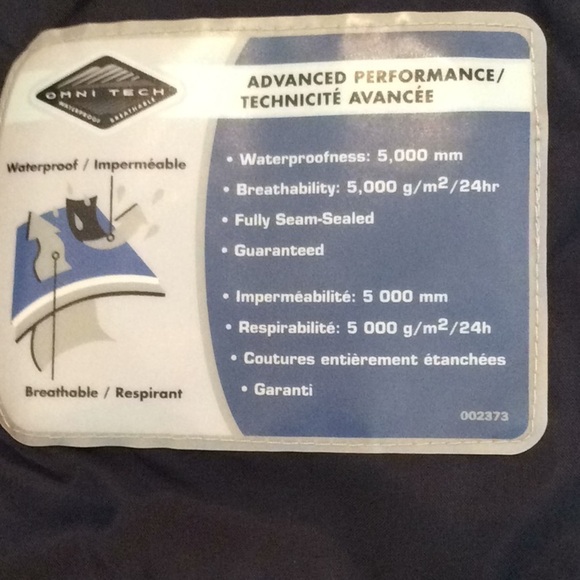 OMNI TECH
WATERPROOF BREATHABLE
ADVANCED PERFORMANCE/
TECHNICITÉ AVANCÉE
Waterproof / Imperméable
Breathable / Respirant
• Waterproofness: 5,000 mm
• Breathability: 5,000 g/m²/24hr
• Fully Seam-Sealed
• Guaranteed
• Imperméabilité: 5 000 mm
• Respirabilité: 5 000 g/m²/24h
• Coutures entièrement étanchées
• Garanti
002373